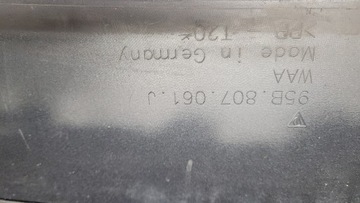 95B.807.061.J
WAA
Made in Germany
>PP-T20<